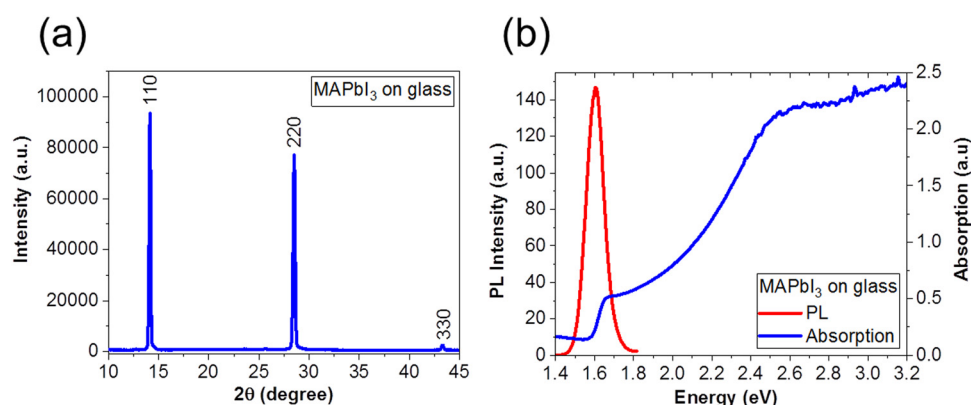 (a)
MAPbI₃ on glass
110
220
330
100000
80000
60000
40000
20000
0
Intensity (a.u.)
10 15 20 25 30 35 40 45
2θ (degree)
(b)
140
120
100
80
60
40
20
0
PL Intensity (a.u.)
2.5
2.0
1.5
1.0
0.5
0.0
Absorption (a.u)
MAPbI₃ on glass
PL
Absorption
1.4 1.6 1.8 2.0 2.2 2.4 2.6 2.8 3.0 3.2
Energy (eV)